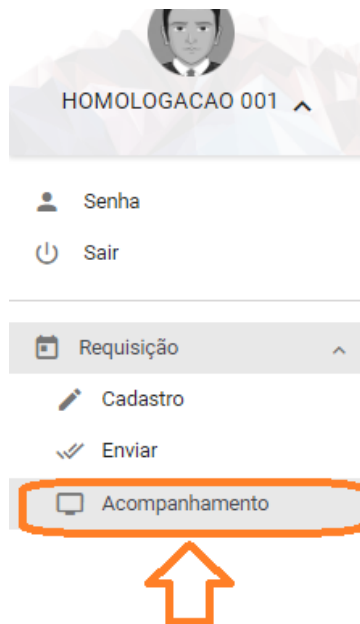 HOMOLOGACAO 001
Senha
Sair
Requisição
Cadastro
Enviar
Acompanhamento